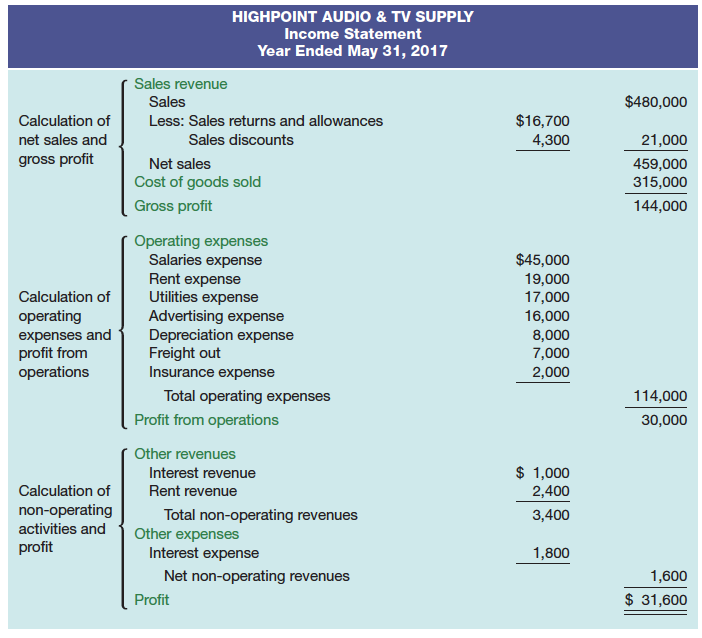 HIGHPOINT AUDIO & TV SUPPLY
Income Statement
Year Ended May 31, 2017
Calculation of
net sales and
gross profit
Sales revenue
Sales $480,000
Less: Sales returns and allowances $16,700
Sales discounts 4,300 21,000
Net sales 459,000
Cost of goods sold 315,000
Gross profit 144,000
Calculation of
operating
expenses and
profit from
operations
Operating expenses
Salaries expense $45,000
Rent expense 19,000
Utilities expense 17,000
Advertising expense 16,000
Depreciation expense 8,000
Freight out 7,000
Insurance expense 2,000
Total operating expenses 114,000
Profit from operations 30,000
Calculation of
non-operating
activities and
profit
Other revenues
Interest revenue $ 1,000
Rent revenue 2,400
Total non-operating revenues 3,400
Other expenses
Interest expense 1,800
Net non-operating revenues 1,600
Profit $ 31,600